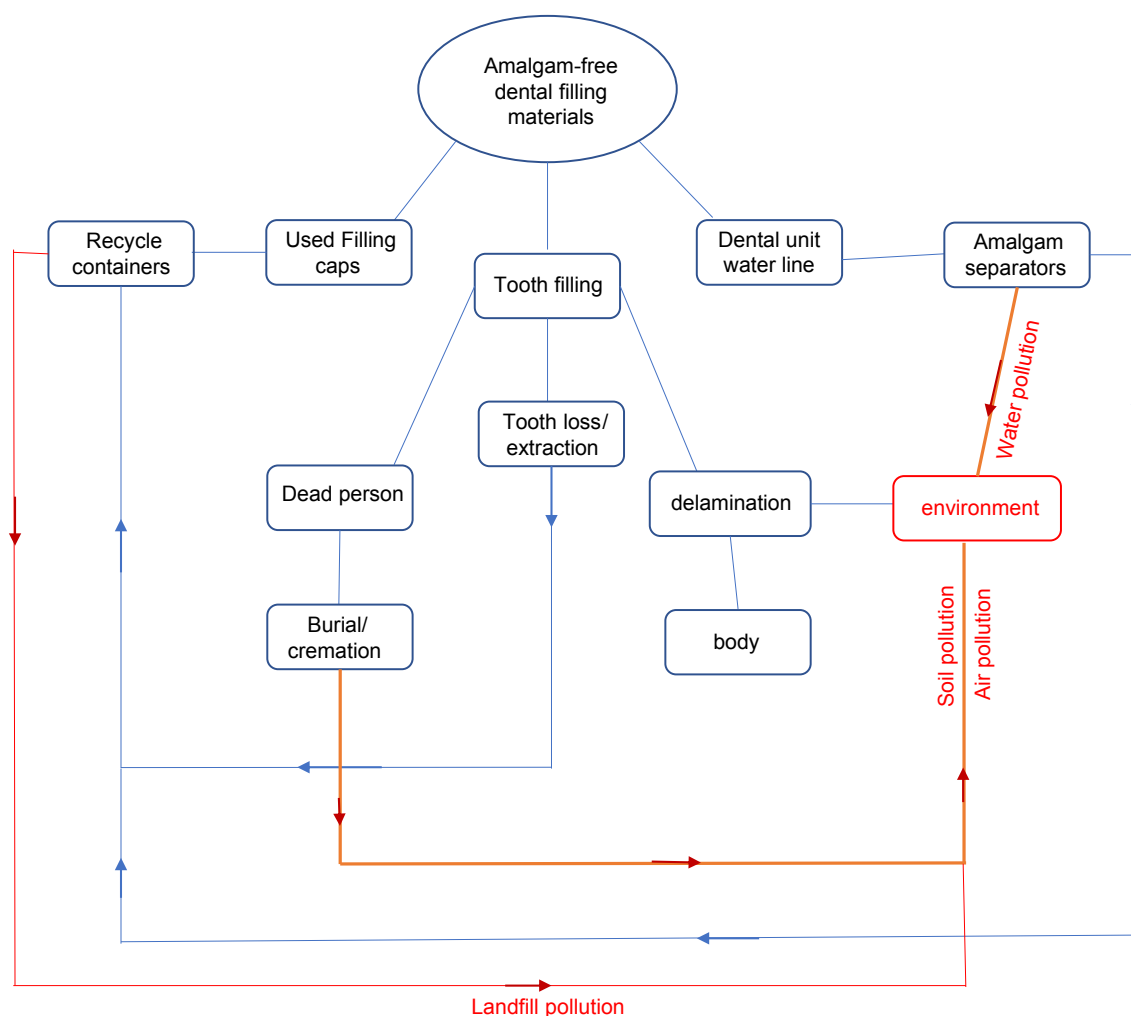 Amalgam-free
dental filling
materials
Recycle
containers
Used Filling
caps
Dental unit
water line
Amalgam
separators
Tooth filling
Water pollution
Tooth loss/
extraction
Dead person
delamination
environment
Burial/
cremation
body
Soil pollution
Air pollution
Landfill pollution